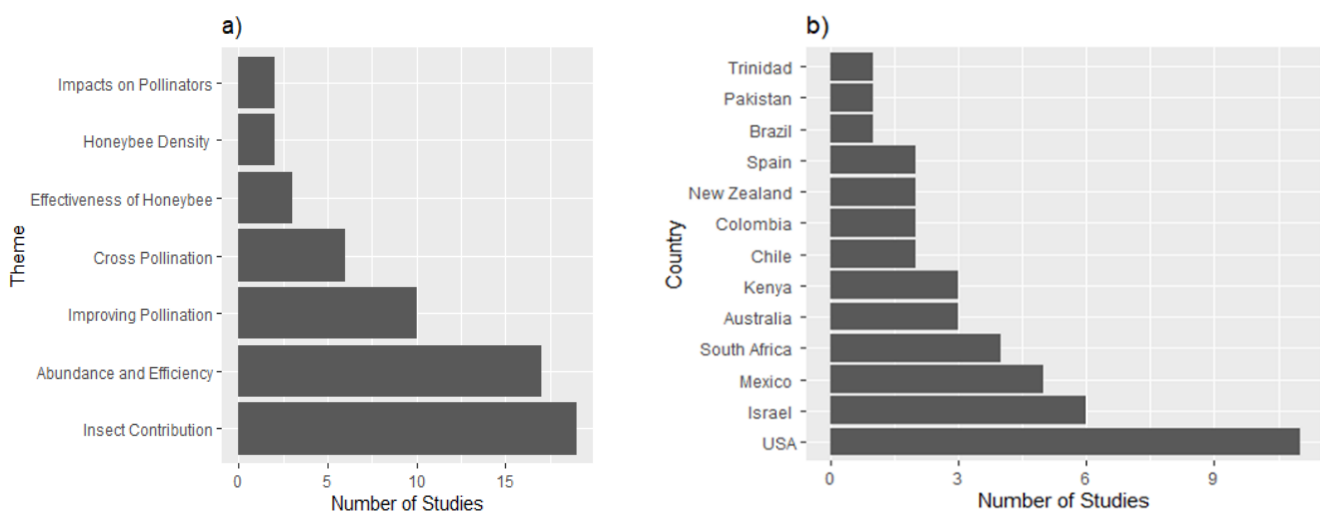 a)
Theme
Impacts on Pollinators
Honeybee Density
Effectiveness of Honeybee
Cross Pollination
Improving Pollination
Abundance and Efficiency
Insect Contribution
0 5 10 15
Number of Studies
b)
Country
Trinidad
Pakistan
Brazil
Spain
New Zealand
Colombia
Chile
Kenya
Australia
South Africa
Mexico
Israel
USA
0 3 6 9
Number of Studies